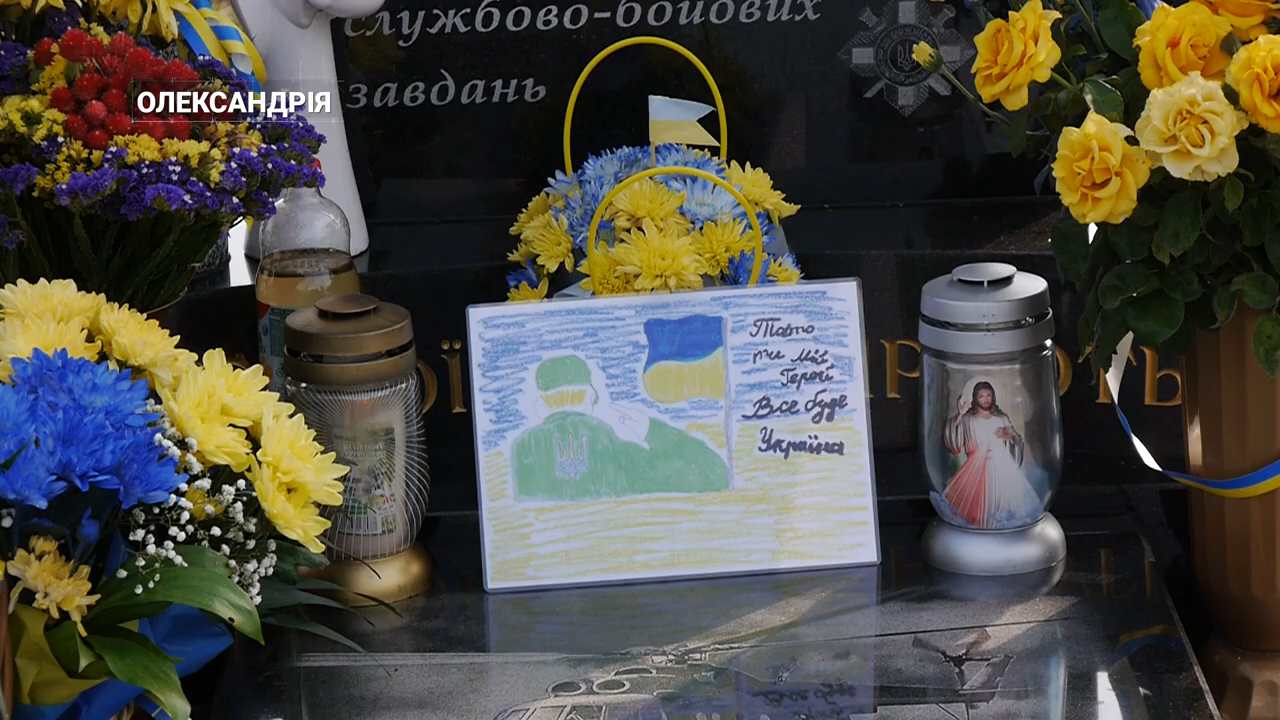 службово-бойових
завдань
ОЛЕКСАНДРІЯ
Тато
ти мій
Герой
Все буде
Україна